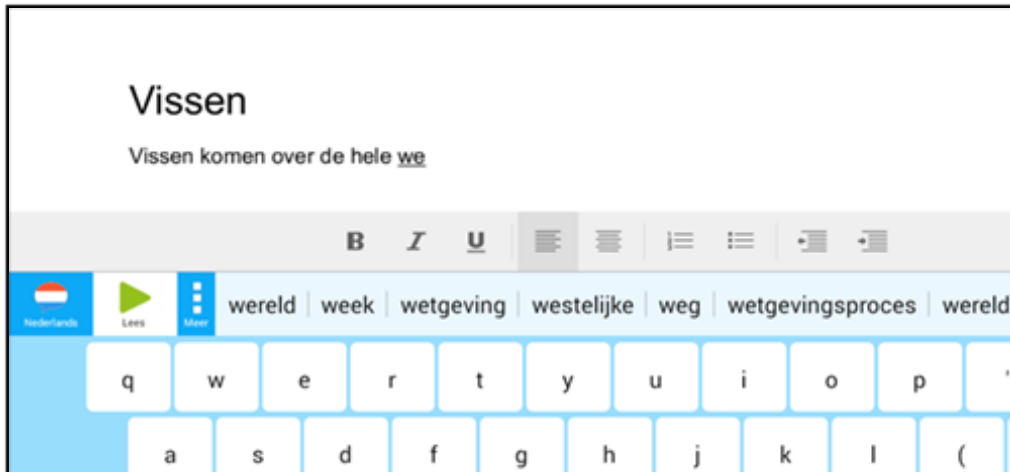 Vissen
Vissen komen over de hele we
B I U
Nederlands Lees Meer wereld week wetgeving westelijke weg wetgevingsproces wereld
q w e r t y u i o p
a s d f g h j k l (